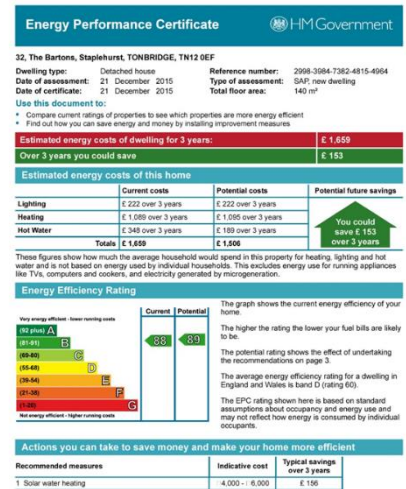 Energy Performance Certificate
HM Government
32, The Bartons, Staplehurst, TONBRIDGE, TN12 0EF
Dwelling type: Detached house
Date of assessment: 21 December 2015
Date of certificate: 21 December 2015
Reference number: 2998-3984-7382-4815-4964
Type of assessment: SAP, new dwelling
Total floor area: 140 m²
Use this document to:
• Compare current ratings of properties to see which properties are more energy efficient
• Find out how you can save energy and money by installing improvement measures
Estimated energy costs of dwelling for 3 years: £ 1,659
Over 3 years you could save £ 153
Estimated energy costs of this home
Current costs Potential costs Potential future savings
Lighting £ 222 over 3 years £ 222 over 3 years
Heating £ 1,089 over 3 years £ 1,095 over 3 years
Hot Water £ 348 over 3 years £ 189 over 3 years
Totals £ 1,659 £ 1,506
You could
save £ 153
over 3 years
These figures show how much the average household would spend in this property for heating, lighting and hot
water and is not based on energy used by individual households. This excludes energy use for running appliances
like TVs, computers and cookers, and electricity generated by microgeneration.
Energy Efficiency Rating
Current Potential
Very energy efficient - lower running costs
(92 plus) A
(81-91) B
88 89
(69-80) C
(55-68) D
(39-54) E
(21-38) F
(1-20) G
Not energy efficient - higher running costs
The graph shows the current energy efficiency of your
home.
The higher the rating the lower your fuel bills are likely
to be.
The potential rating shows the effect of undertaking
the recommendations on page 3.
The average energy efficiency rating for a dwelling in
England and Wales is band D (rating 60).
The EPC rating shown here is based on standard
assumptions about occupancy and energy use and
may not reflect how energy is consumed by individual
occupants.
Actions you can take to save money and make your home more efficient
Recommended measures Indicative cost Typical savings
over 3 years
1 Solar water heating 4,000 - 6,000 £ 156